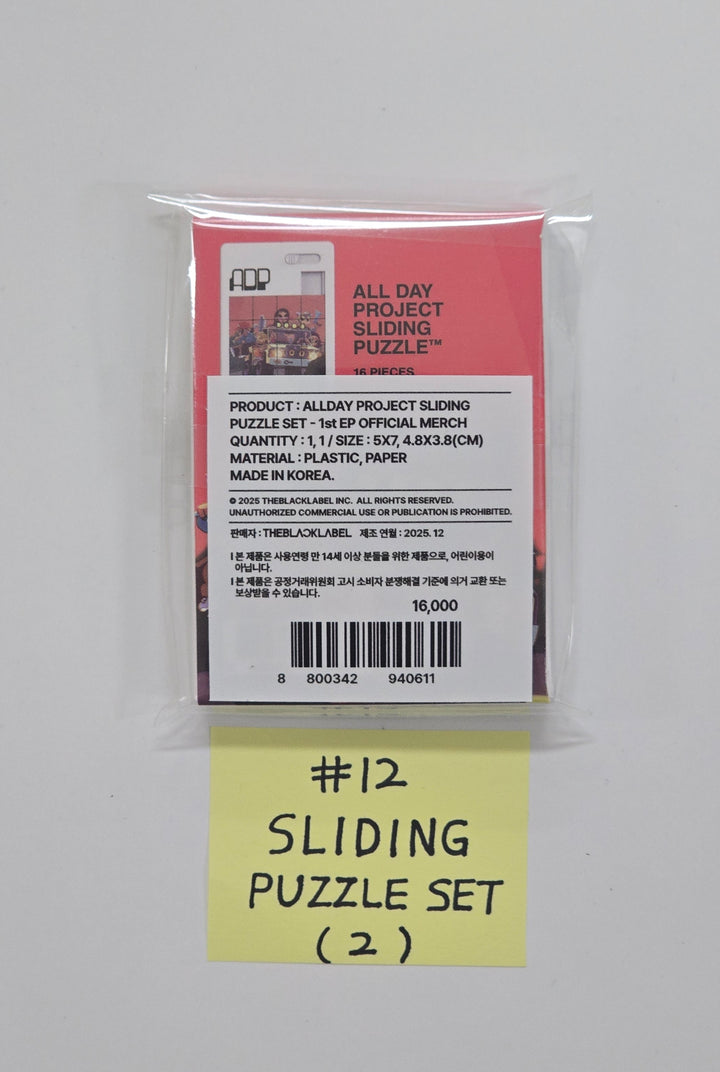 ADP
ALL DAY
PROJECT
SLIDING
PUZZLE™
16 PIECES
PRODUCT : ALLDAY PROJECT SLIDING
PUZZLE SET - 1st EP OFFICIAL MERCH
QUANTITY : 1, 1 / SIZE : 5X7, 4.8X3.8(CM)
MATERIAL : PLASTIC, PAPER
MADE IN KOREA.
© 2025 THEBLACKLABEL INC. ALL RIGHTS RESERVED.
UNAUTHORIZED COMMERCIAL USE OR PUBLICATION IS PROHIBITED.
판매자 : THEBLACKLABEL 제조 연월 : 2025. 12
l 본 제품은 사용연령 만 14세 이상 분들을 위한 제품으로, 어린이용이
아닙니다.
l 본 제품은 공정거래위원회 고시 소비자 분쟁해결 기준에 의거 교환 또는
보상받을 수 있습니다.
16,000
8 800342 940611
#12
SLIDING
PUZZLE SET
(2)